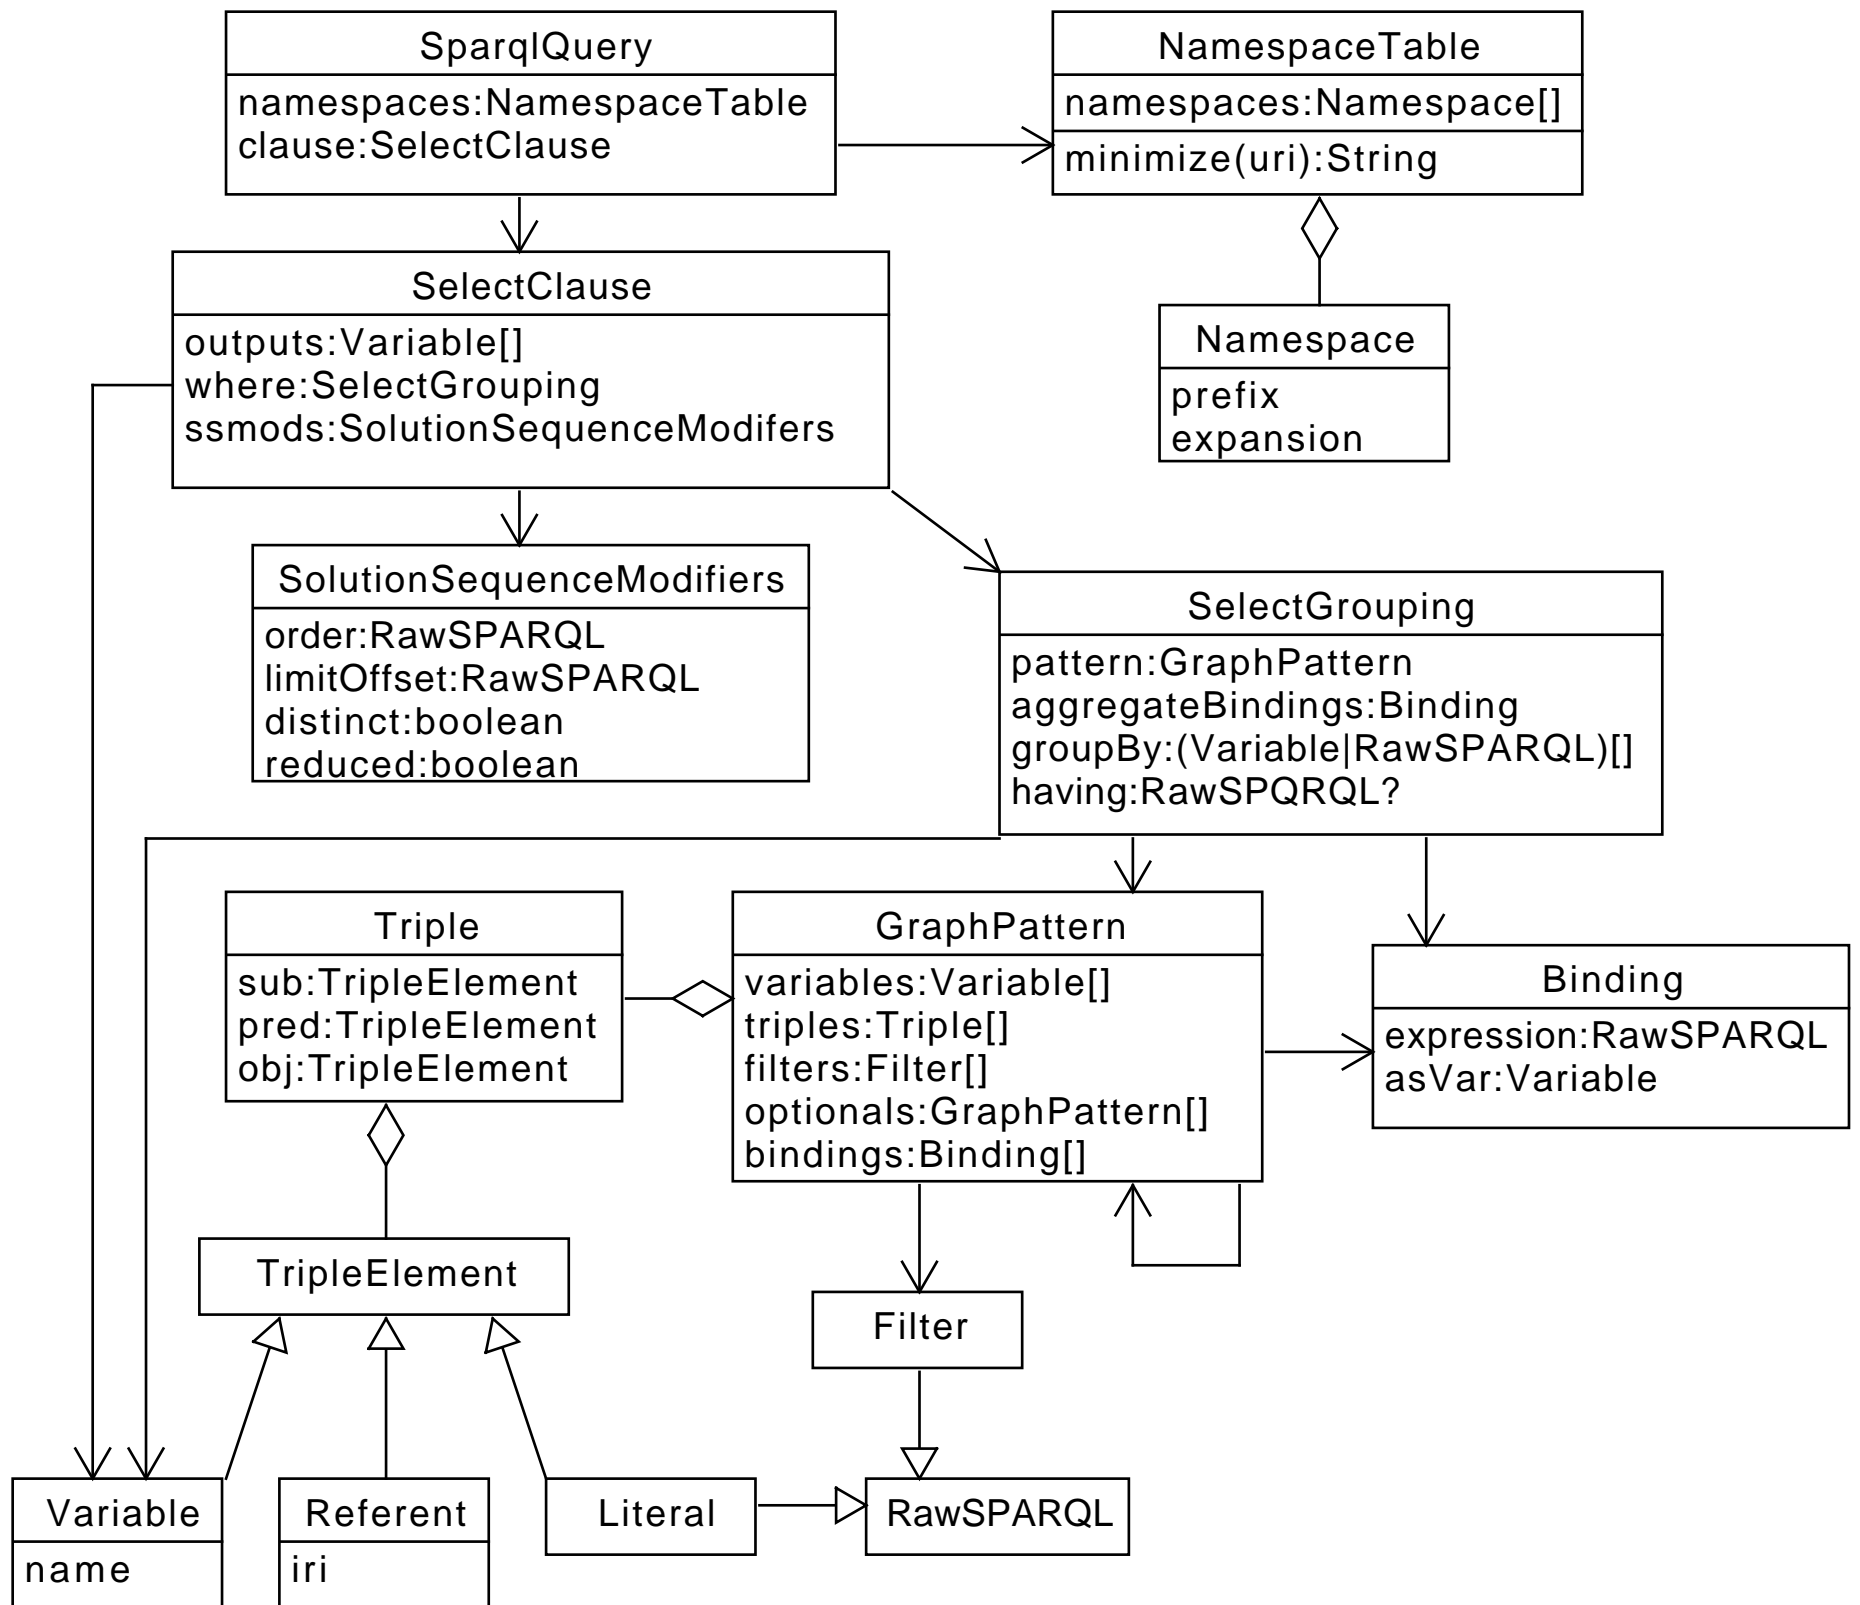 SparqlQuery
namespaces:NamespaceTable
clause:SelectClause
NamespaceTable
namespaces:Namespace[]
minimize(uri):String
SelectClause
outputs:Variable[]
where:SelectGrouping
ssmods:SolutionSequenceModifers
Namespace
prefix
expansion
SolutionSequenceModifiers
order:RawSPARQL
limitOffset:RawSPARQL
distinct:boolean
reduced:boolean
SelectGrouping
pattern:GraphPattern
aggregateBindings:Binding
groupBy:(Variable|RawSPARQL)[]
having:RawSPQRQL?
Triple
sub:TripleElement
pred:TripleElement
obj:TripleElement
GraphPattern
variables:Variable[]
triples:Triple[]
filters:Filter[]
optionals:GraphPattern[]
bindings:Binding[]
Binding
expression:RawSPARQL
asVar:Variable
TripleElement
Filter
Variable
name
Referent
iri
Literal
RawSPARQL